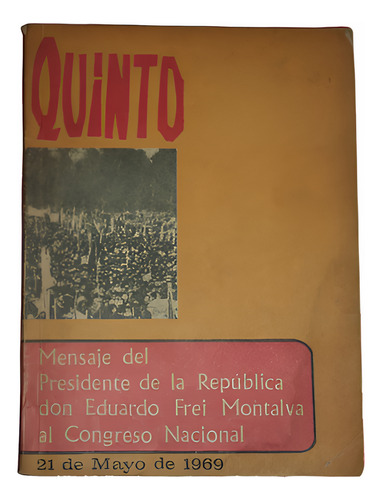 QUiNTO
Mensaje del
Presidente de la República
don Eduardo Frei Montalva
al Congreso Nacional
21 de Mayo de 1969